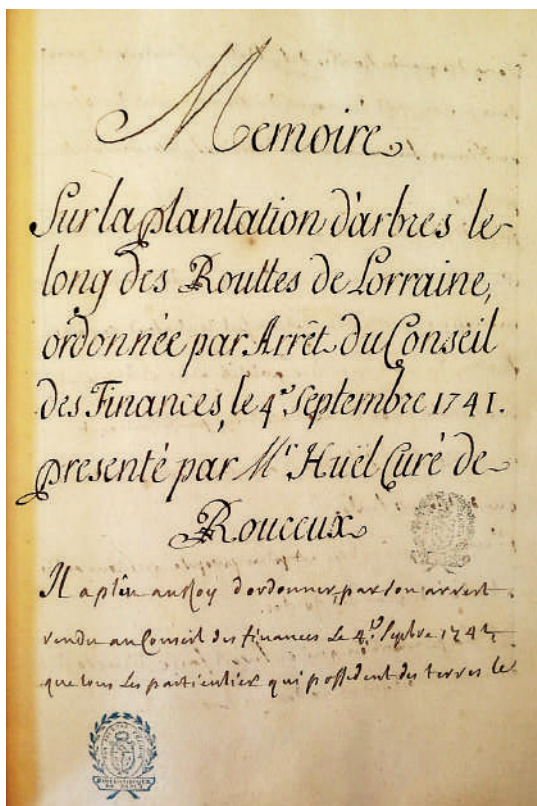 Memoire
Sur la plantation d'arbres le
long des Routtes de Lorraine,
ordonnée par Arrêt du Conseil
des Finances, le 4e. Septembre 1741.
presenté par Mr. Huël Curé de
Rouceux
Il a plêu au Roy d'ordonner, par son arrest
rendu au Conseil des finances Le 4e. Sepbre 1741,
que tous Les particulier qui possedent des terres le